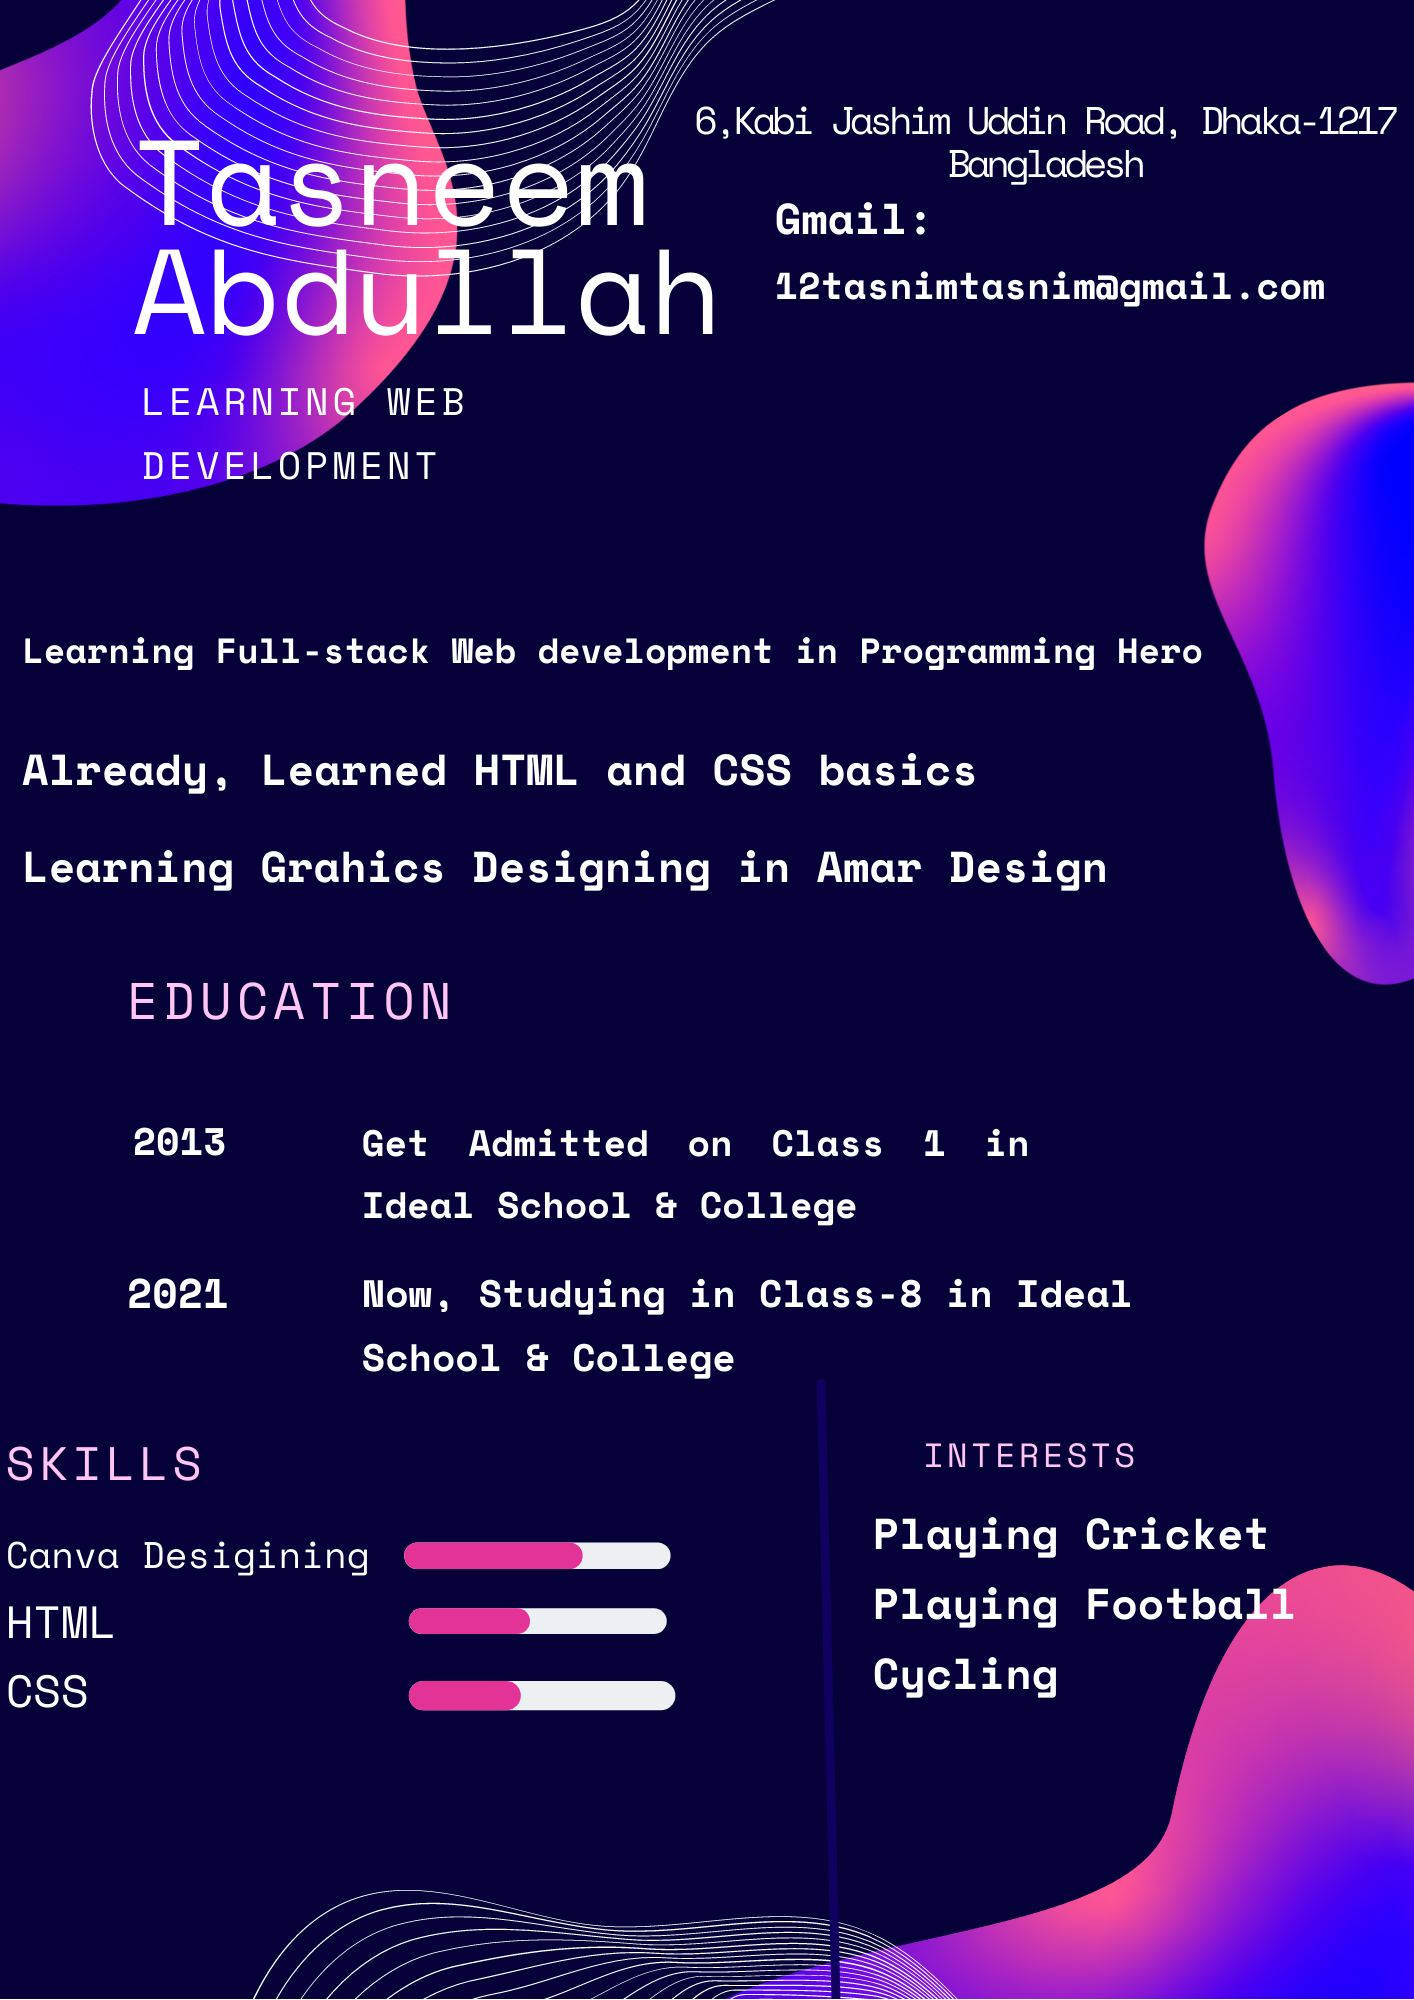 Tasneem
Abdullah
LEARNING WEB
DEVELOPMENT
6,Kabi Jashim Uddin Road, Dhaka-1217
Bangladesh
Gmail:
12tasnimtasnim@gmail.com
Learning Full-stack Web development in Programming Hero
Already, Learned HTML and CSS basics
Learning Grahics Designing in Amar Design
EDUCATION
2013 Get Admitted on Class 1 in
Ideal School & College
2021 Now, Studying in Class-8 in Ideal
School & College
SKILLS
Canva Desigining
HTML
CSS
INTERESTS
Playing Cricket
Playing Football
Cycling